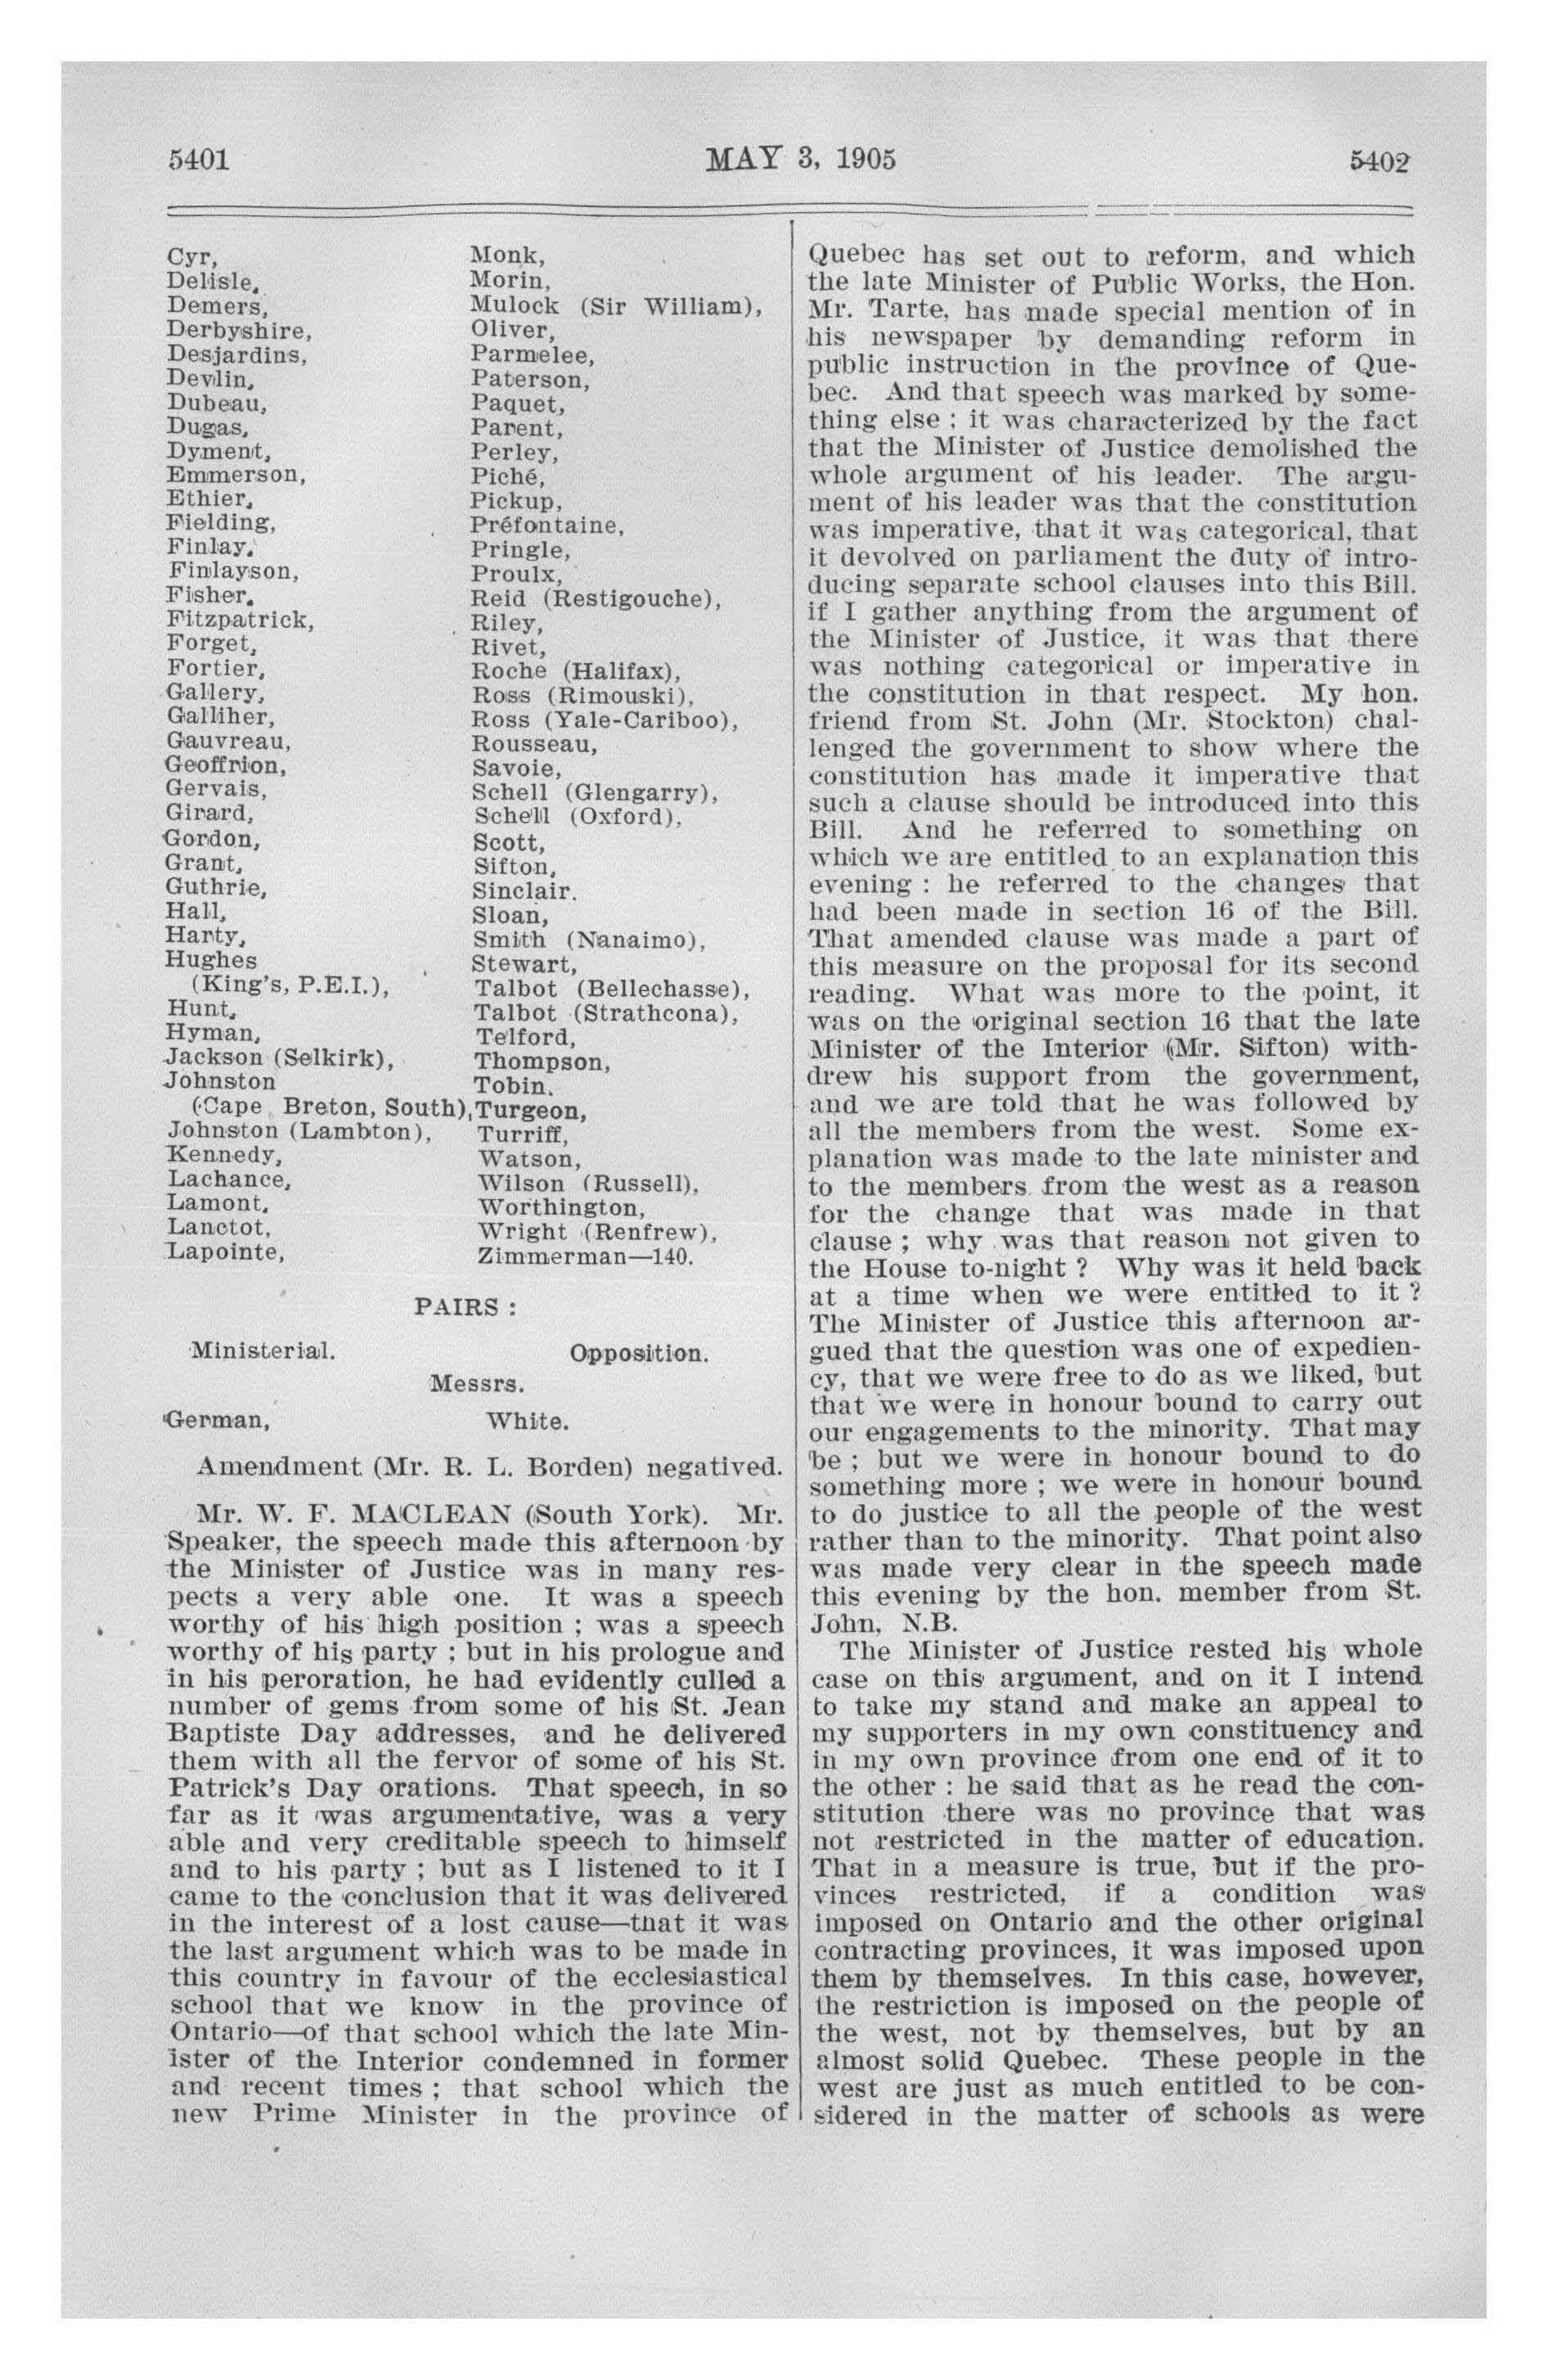 5401 MAY 3, 1905 5402
Cyr,
Delisle,
Demers,
Derbyshire,
Desjardins,
Devlin,
Dubeau,
Dugas,
Dyment,
Emmerson,
Ethier,
Fielding,
Finlay,
Finlayson,
Fisher,
Fitzpatrick,
Forget,
Fortier,
Gallery,
Galliher,
Gauvreau,
Geoffrion,
Gervais,
Girard,
Gordon,
Grant,
Guthrie,
Hall,
Harty,
Hughes
(King's, P.E.I.),
Hunt,
Hyman,
Jackson (Selkirk),
Johnston
(Cape Breton, South),
Johnston (Lambton),
Kennedy,
Lachance,
Lamont,
Lanctot,
Lapointe,
Monk,
Morin,
Mulock (Sir William),
Oliver,
Parmelee,
Paterson,
Paquet,
Parent,
Perley,
Piché,
Pickup,
Préfontaine,
Pringle,
Proulx,
Reid (Restigouche),
Riley,
Rivet,
Roche (Halifax),
Ross (Rimouski),
Ross (Yale-Cariboo),
Rousseau,
Savoie,
Schell (Glengarry),
Schell (Oxford),
Scott,
Sifton,
Sinclair.
Sloan,
Smith (Nanaimo),
Stewart,
Talbot (Bellechasse),
Talbot (Strathcona),
Telford,
Thompson,
Tobin.
Turgeon,
Turriff,
Watson,
Wilson (Russell),
Worthington,
Wright (Renfrew),
Zimmerman—140.
PAIRS :
Ministerial. Opposition.
Messrs.
German, White.
Amendment (Mr. R. L. Borden) negatived.
Mr. W. F. MACLEAN (South York). Mr.
Speaker, the speech made this afternoon by
the Minister of Justice was in many res-
pects a very able one. It was a speech
worthy of his high position ; was a speech
worthy of his party ; but in his prologue and
in his peroration, he had evidently culled a
number of gems from some of his St. Jean
Baptiste Day addresses, and he delivered
them with all the fervor of some of his St.
Patrick's Day orations. That speech, in so
far as it was argumentative, was a very
able and very creditable speech to himself
and to his party ; but as I listened to it I
came to the conclusion that it was delivered
in the interest of a lost cause—that it was
the last argument which was to be made in
this country in favour of the ecclesiastical
school that we know in the province of
Ontario—of that school which the late Min-
ister of the Interior condemned in former
and recent times ; that school which the
new Prime Minister in the province of
Quebec has set out to reform, and which
the late Minister of Public Works, the Hon.
Mr. Tarte, has made special mention of in
his newspaper by demanding reform in
public instruction in the province of Que-
bec. And that speech was marked by some-
thing else ; it was characterized by the fact
that the Minister of Justice demolished the
whole argument of his leader. The argu-
ment of his leader was that the constitution
was imperative, that it was categorical, that
it devolved on parliament the duty of intro-
ducing separate school clauses into this Bill.
if I gather anything from the argument of
the Minister of Justice, it was that there
was nothing categorical or imperative in
the constitution in that respect. My hon.
friend from St. John (Mr. Stockton) chal-
lenged the government to show where the
constitution has made it imperative that
such a clause should be introduced into this
Bill. And he referred to something on
which we are entitled to an explanation this
evening : he referred to the changes that
had been made in section 16 of the Bill.
That amended clause was made a part of
this measure on the proposal for its second
reading. What was more to the point, it
was on the original section 16 that the late
Minister of the Interior (Mr. Sifton) with-
drew his support from the government,
and we are told that he was followed by
all the members from the west. Some ex-
planation was made to the late minister and
to the members from the west as a reason
for the change that was made in that
clause ; why was that reason not given to
the House to-night ? Why was it held back
at a time when we were entitled to it ?
The Minister of Justice this afternoon ar-
gued that the question was one of expedien-
cy, that we were free to do as we liked, but
that we were in honour bound to carry out
our engagements to the minority. That may
be ; but we were in honour bound to do
something more ; we were in honour bound
to do justice to all the people of the west
rather than to the minority. That point also
was made very clear in the speech made
this evening by the hon. member from St.
John, N.B.
The Minister of Justice rested his whole
case on this argument, and on it I intend
to take my stand and make an appeal to
my supporters in my own constituency and
in my own province from one end of it to
the other : he said that as he read the con-
stitution there was no province that was
not restricted in the matter of education.
That in a measure is true, but if the pro-
vinces restricted, if a condition was
imposed on Ontario and the other original
contracting provinces, it was imposed upon
them by themselves. In this case, however,
the restriction is imposed on the people of
the west, not by themselves, but by an
almost solid Quebec. These people in the
west are just as much entitled to be con-
sidered in the matter of schools as were